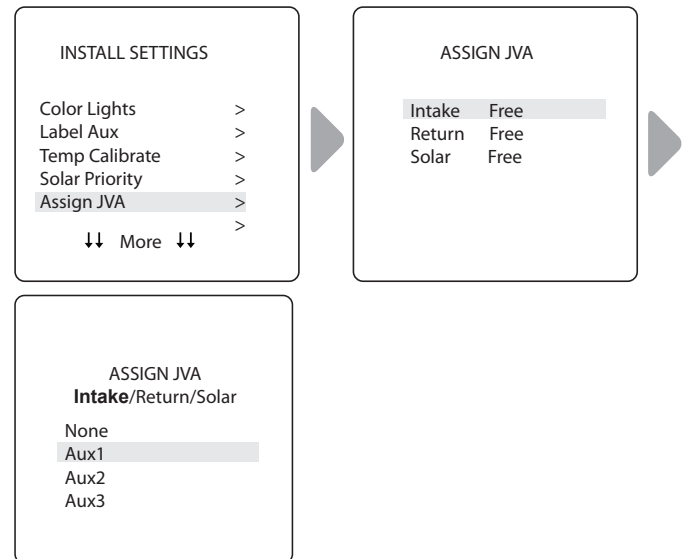 INSTALL SETTINGS
Color Lights >
Label Aux >
Temp Calibrate >
Solar Priority >
Assign JVA >
>
↓↓ More ↓↓
ASSIGN JVA
Intake Free
Return Free
Solar Free
ASSIGN JVA
Intake/Return/Solar
None
Aux1
Aux2
Aux3